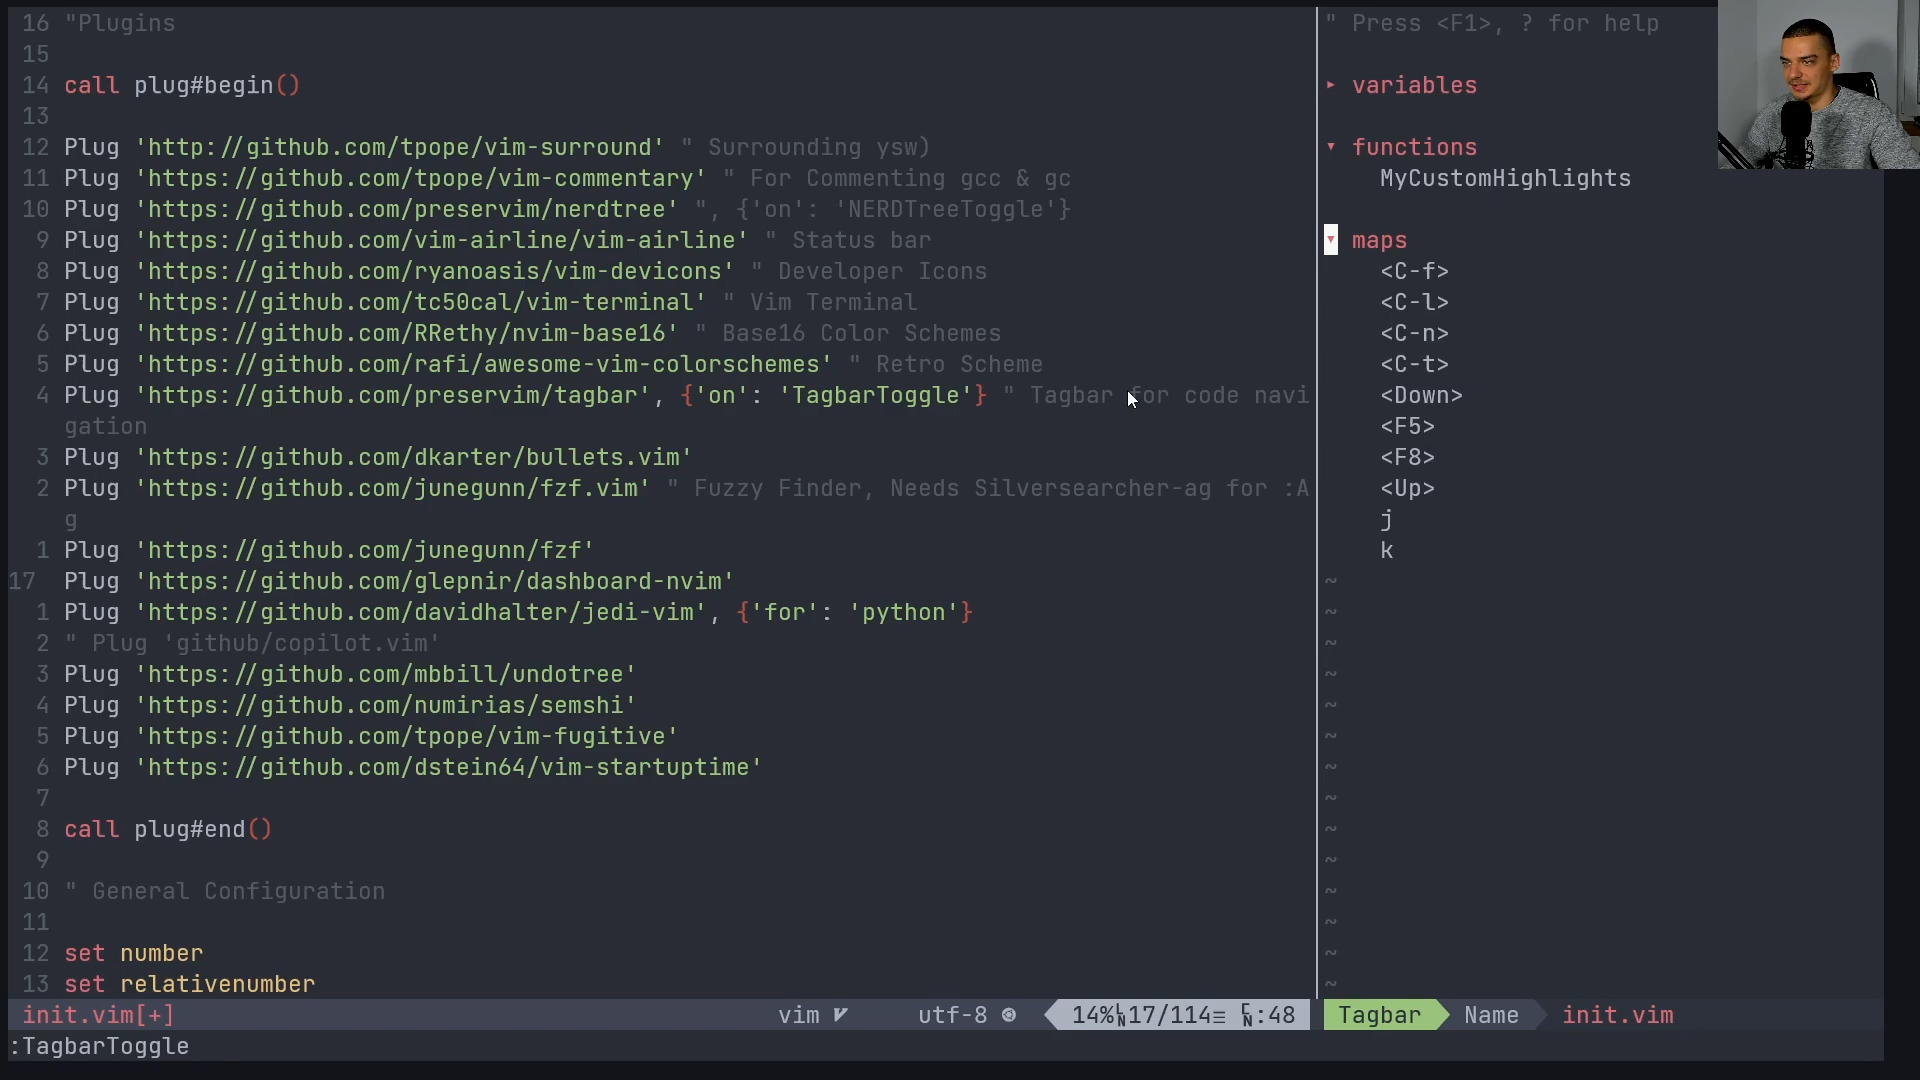 16 "Plugins
15
14 call plug#begin()
13
12 Plug 'http://github.com/tpope/vim-surround' " Surrounding ysw)
11 Plug 'https://github.com/tpope/vim-commentary' " For Commenting gcc & gc
10 Plug 'https://github.com/preservim/nerdtree' ", {'on': 'NERDTreeToggle'}
9 Plug 'https://github.com/vim-airline/vim-airline' " Status bar
8 Plug 'https://github.com/ryanoasis/vim-devicons' " Developer Icons
7 Plug 'https://github.com/tc50cal/vim-terminal' " Vim Terminal
6 Plug 'https://github.com/RRethy/nvim-base16' " Base16 Color Schemes
5 Plug 'https://github.com/rafi/awesome-vim-colorschemes' " Retro Scheme
4 Plug 'https://github.com/preservim/tagbar', {'on': 'TagbarToggle'} " Tagbar for code navi
gation
3 Plug 'https://github.com/dkarter/bullets.vim'
2 Plug 'https://github.com/junegunn/fzf.vim' " Fuzzy Finder, Needs Silversearcher-ag for :A
g
1 Plug 'https://github.com/junegunn/fzf'
17 Plug 'https://github.com/glepnir/dashboard-nvim'
1 Plug 'https://github.com/davidhalter/jedi-vim', {'for': 'python'}
2 " Plug 'github/copilot.vim'
3 Plug 'https://github.com/mbbill/undotree'
4 Plug 'https://github.com/numirias/semshi'
5 Plug 'https://github.com/tpope/vim-fugitive'
6 Plug 'https://github.com/dstein64/vim-startuptime'
7
8 call plug#end()
9
10 " General Configuration
11
12 set number
13 set relativenumber
init.vim[+] vim utf-8 14% LN 17/114≡ CN:48
:TagbarToggle
" Press <F1>, ? for help
▸ variables
▾ functions
MyCustomHighlights
▾ maps
<C-f>
<C-l>
<C-n>
<C-t>
<Down>
<F5>
<F8>
<Up>
j
k
~
~
~
~
~
~
~
~
~
~
~
~
~
~
Tagbar Name init.vim